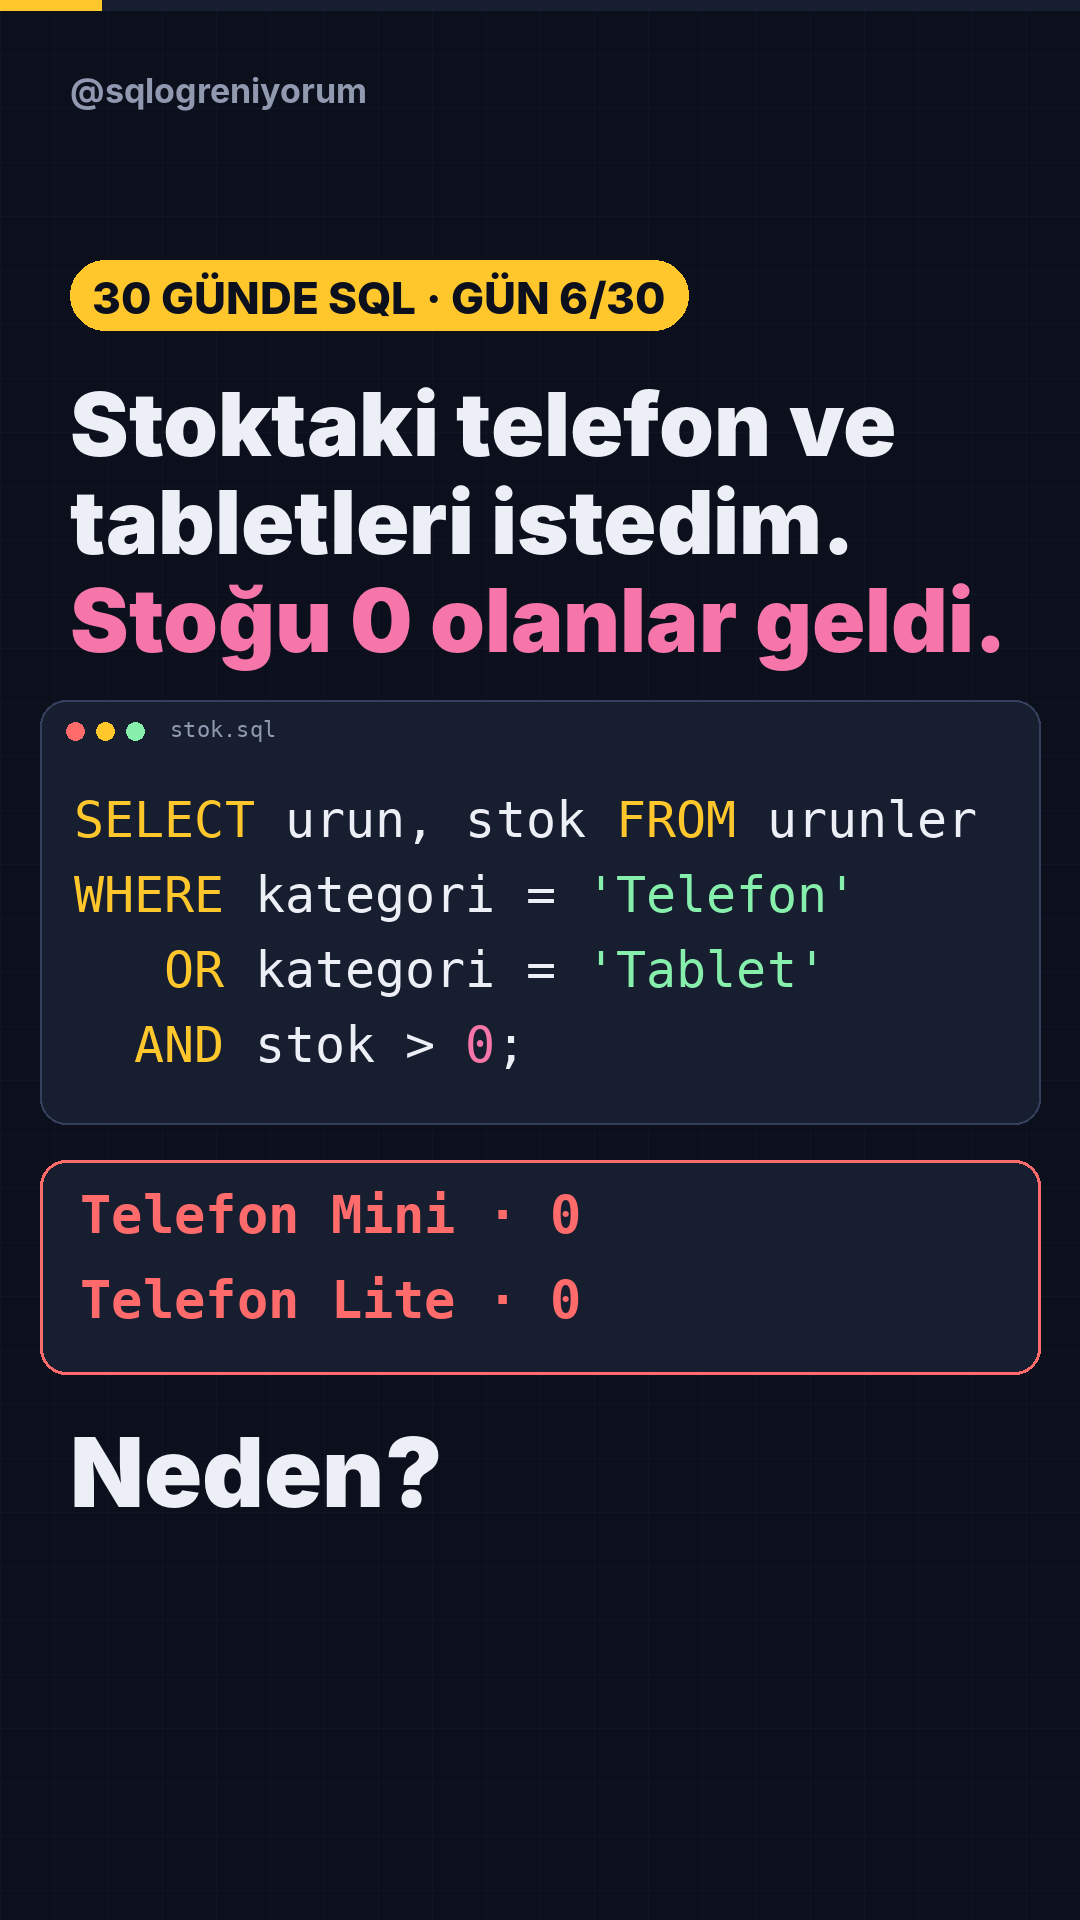 @sqlogreniyorum
30 GÜNDE SQL · GÜN 6/30
Stoktaki telefon ve
tabletleri istedim.
Stoğu 0 olanlar geldi.
stok.sql
SELECT urun, stok FROM urunler
WHERE kategori = 'Telefon'
   OR kategori = 'Tablet'
  AND stok > 0;
Telefon Mini · 0
Telefon Lite · 0
Neden?